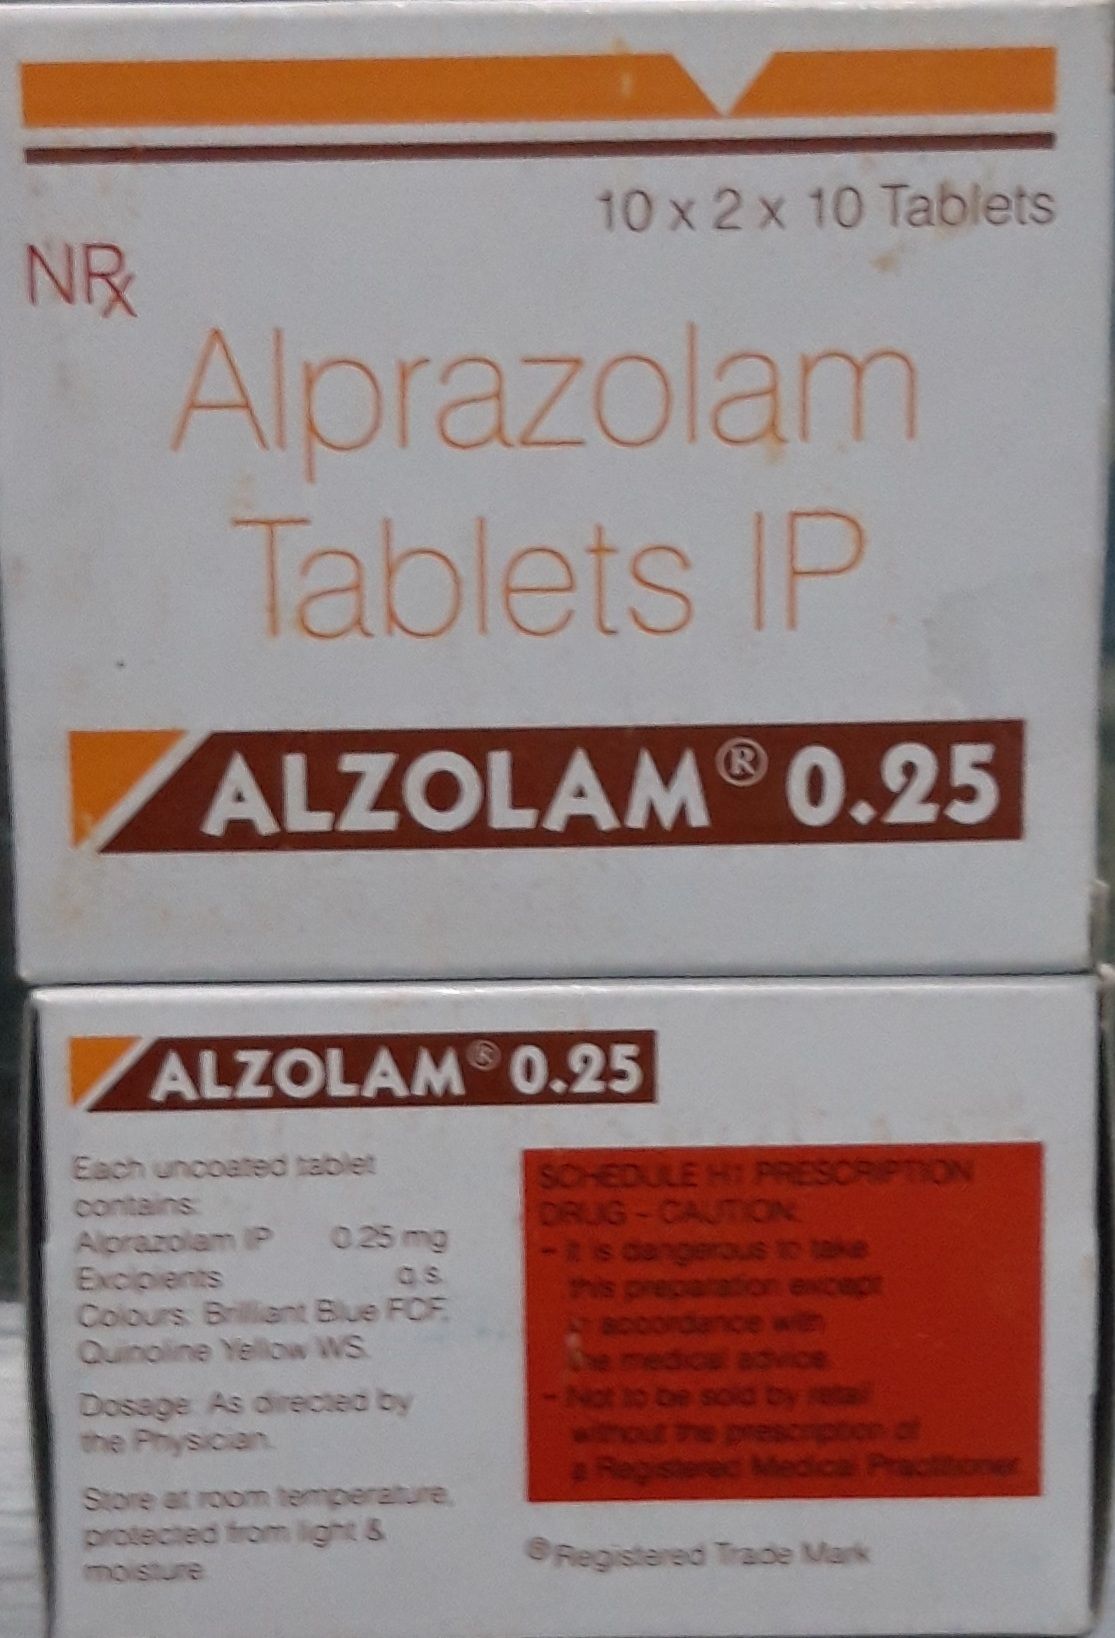 10 x 2 x 10 Tablets
NRx
Alprazolam
Tablets IP
ALZOLAM® 0.25
ALZOLAM® 0.25
Each uncoated tablet
contains:
Alprazolam IP 0.25 mg
Excipients q.s.
Colours: Brilliant Blue FCF,
Quinoline Yellow WS.
Dosage: As directed by
the Physician.
Store at room temperature,
protected from light &
moisture
SCHEDULE H1 PRESCRIPTION
DRUG - CAUTION:
- It is dangerous to take
this preparation except
in accordance with
the medical advice.
- Not to be sold by retail
without the prescription of
a Registered Medical Practitioner
® Registered Trade Mark